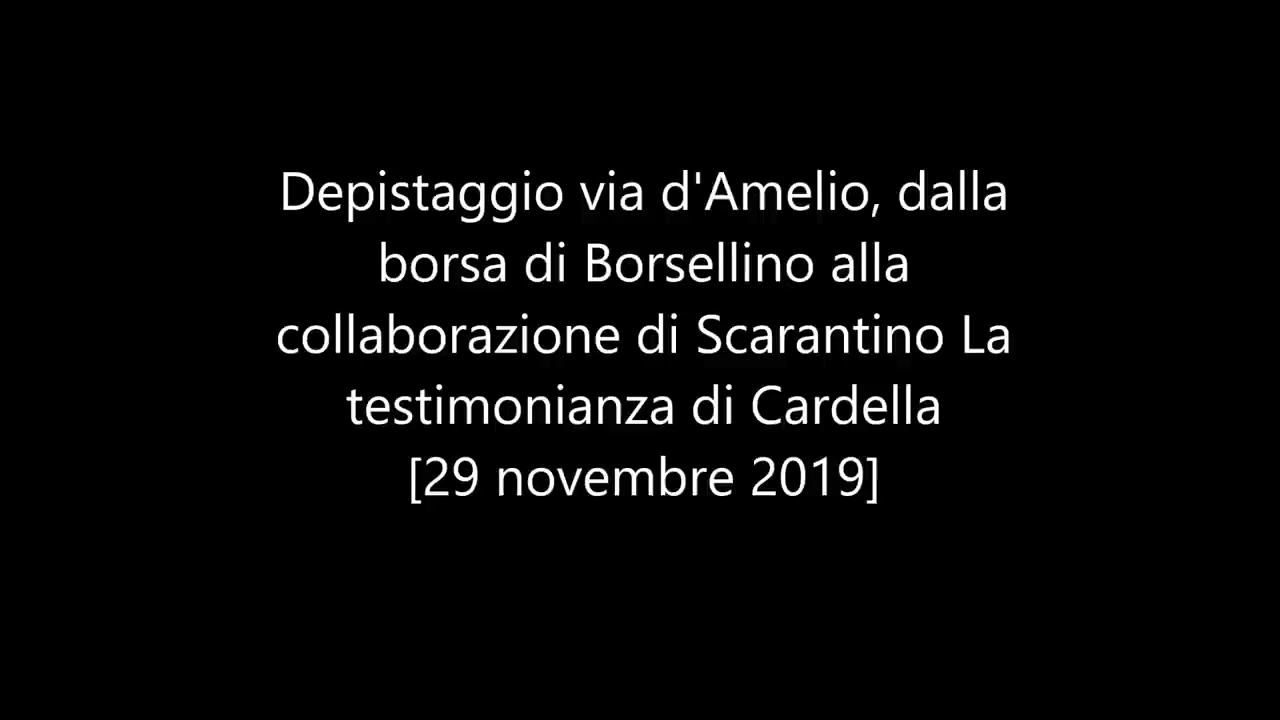 Depistaggio via d'Amelio, dalla
borsa di Borsellino alla
collaborazione di Scarantino La
testimonianza di Cardella
[29 novembre 2019]